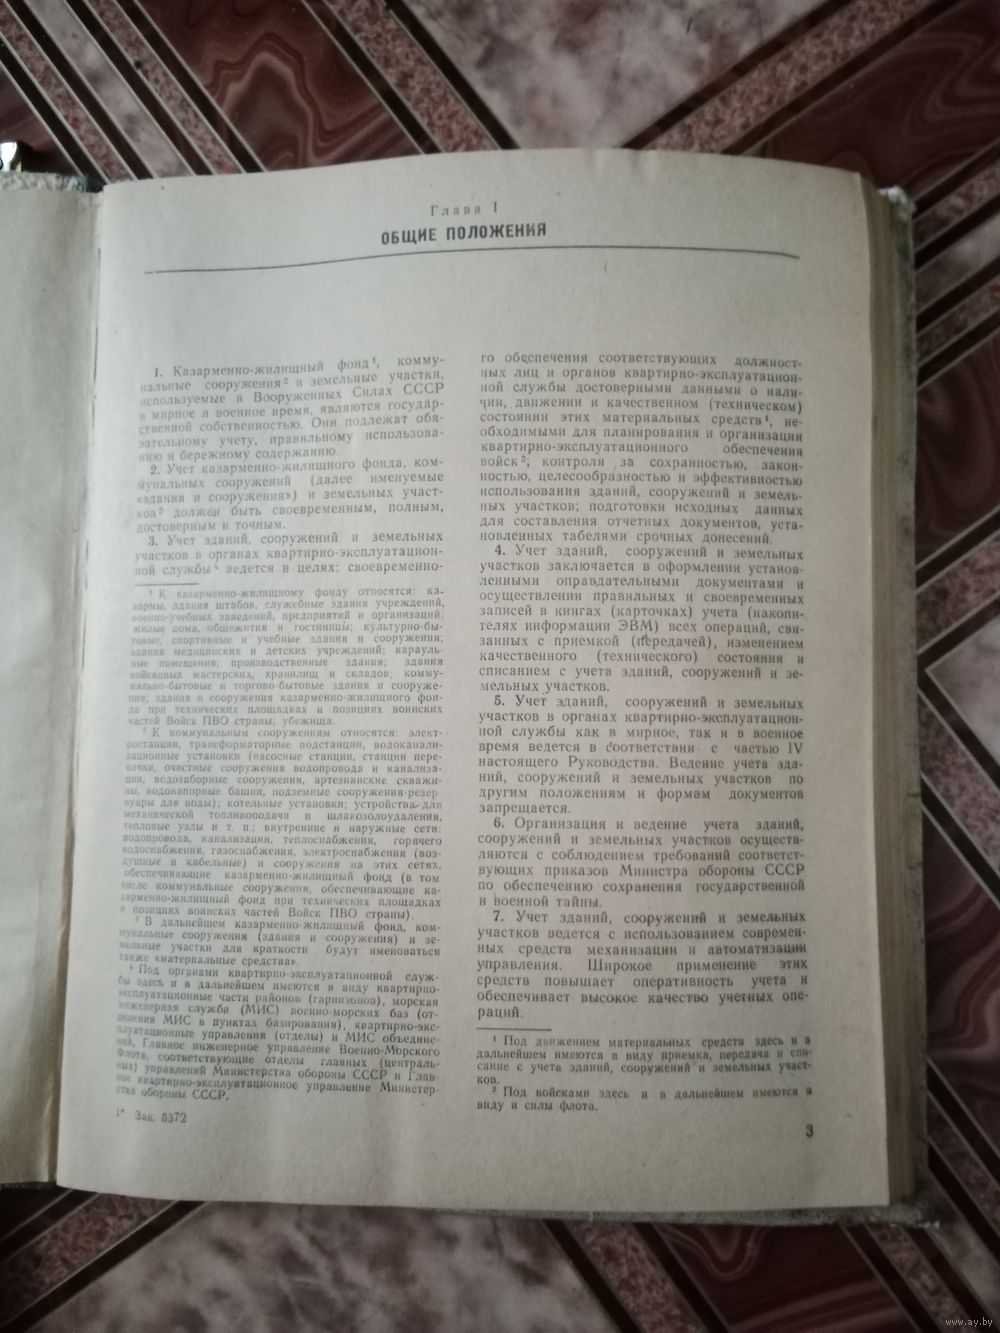 Глава I
ОБЩИЕ ПОЛОЖЕНИЯ
1. Казарменно-жилищный фонд¹, комму-
нальные сооружения² и земельные участки,
используемые в Вооруженных Силах СССР
в мирное и военное время, являются государ-
ственной собственностью. Они подлежат обя-
зательному учету, правильному использова-
нию и бережному содержанию.
2. Учет казарменно-жилищного фонда, ком-
мунальных сооружений (далее именуемые
«здания и сооружения») и земельных участ-
ков³ должен быть своевременным, полным,
достоверным и точным.
3. Учет зданий, сооружений и земельных
участков в органах квартирно-эксплуатацион-
ной службы⁴ ведется в целях: своевременно-
¹ К казарменно-жилищному фонду относятся: ка-
зармы, здания штабов, служебные здания учреждений,
военно-учебных заведений, предприятий и организаций;
жилые дома, общежития и гостиницы; культурно-бы-
товые, спортивные и учебные здания и сооружения;
здания медицинских и детских учреждений; карауль-
ные помещения; производственные здания; здания
войсковых мастерских, хранилищ и складов; комму-
нально-бытовые и торгово-бытовые здания и сооруже-
ния; здания и сооружения казарменно-жилищного фон-
да при технических площадках и позициях воинских
частей Войск ПВО страны; убежища.
² К коммунальным сооружениям относятся: элект-
ростанции, трансформаторные подстанции, водоканали-
зационные установки (насосные станции, станции пере-
качки, очистные сооружения водопровода и канализа-
ции, водозаборные сооружения, артезианские скважи-
ны, водонапорные башни, подземные сооружения-резер-
вуары для воды); котельные установки; устройства для
механической топливоподачи и шлакозолоудаления,
тепловые узлы и т. п.; внутренние и наружные сети:
водопровода, канализации, теплоснабжения, горячего
водоснабжения, газоснабжения, электроснабжения (воз-
душные и кабельные) и сооружения на этих сетях,
обеспечивающие казарменно-жилищный фонд (в том
числе коммунальные сооружения, обеспечивающие ка-
зарменно-жилищный фонд при технических площадках
и позициях воинских частей Войск ПВО страны).
³ В дальнейшем казарменно-жилищный фонд, ком-
мунальные сооружения (здания и сооружения) и зе-
мельные участки для краткости будут именоваться
также «материальные средства».
⁴ Под органами квартирно-эксплуатационной служ-
бы здесь и в дальнейшем имеются в виду квартирно-
эксплуатационные части районов (гарнизонов), морская
инженерная служба (МИС) военно-морских баз (от-
деления МИС в пунктах базирования), квартирно-экс-
плуатационные управления (отделы) и МИС объедине-
ний, Главное инженерное управление Военно-Морского
Флота, соответствующие отделы главных (централь-
ных) управлений Министерства обороны СССР и Глав-
ное квартирно-эксплуатационное управление Министер-
ства обороны СССР.
1* Зак. 5372
го обеспечения соответствующих должност-
ных лиц и органов квартирно-эксплуатацион-
ной службы достоверными данными о нали-
чии, движении и качественном (техническом)
состоянии этих материальных средств¹, не-
обходимыми для планирования и организации
квартирно-эксплуатационного обеспечения
войск²; контроля за сохранностью, закон-
ностью, целесообразностью и эффективностью
использования зданий, сооружений и земель-
ных участков; подготовки исходных данных
для составления отчетных документов, уста-
новленных табелями срочных донесений.
4. Учет зданий, сооружений и земельных
участков заключается в оформлении установ-
ленными оправдательными документами и
осуществлении правильных и своевременных
записей в книгах (карточках) учета (накопи-
телях информации ЭВМ) всех операций, свя-
занных с приемкой (передачей), изменением
качественного (технического) состояния и
списанием с учета зданий, сооружений и зе-
мельных участков.
5. Учет зданий, сооружений и земельных
участков в органах квартирно-эксплуатацион-
ной службы как в мирное, так и в военное
время ведется в соответствии с частью IV
настоящего Руководства. Ведение учета зда-
ний, сооружений и земельных участков по
другим положениям и формам документов
запрещается.
6. Организация и ведение учета зданий,
сооружений и земельных участков осуществ-
ляются с соблюдением требований соответст-
вующих приказов Министра обороны СССР
по обеспечению сохранения государственной
и военной тайны.
7. Учет зданий, сооружений и земельных
участков ведется с использованием современ-
ных средств механизации и автоматизации
управления. Широкое применение этих
средств повышает оперативность учета и
обеспечивает высокое качество учетных опе-
раций.
¹ Под движением материальных средств здесь и в
дальнейшем имеются в виду приемка, передача и спи-
сание с учета зданий, сооружений и земельных участ-
ков.
² Под войсками здесь и в дальнейшем имеются в
виду и силы флота.
3
www.ay.by